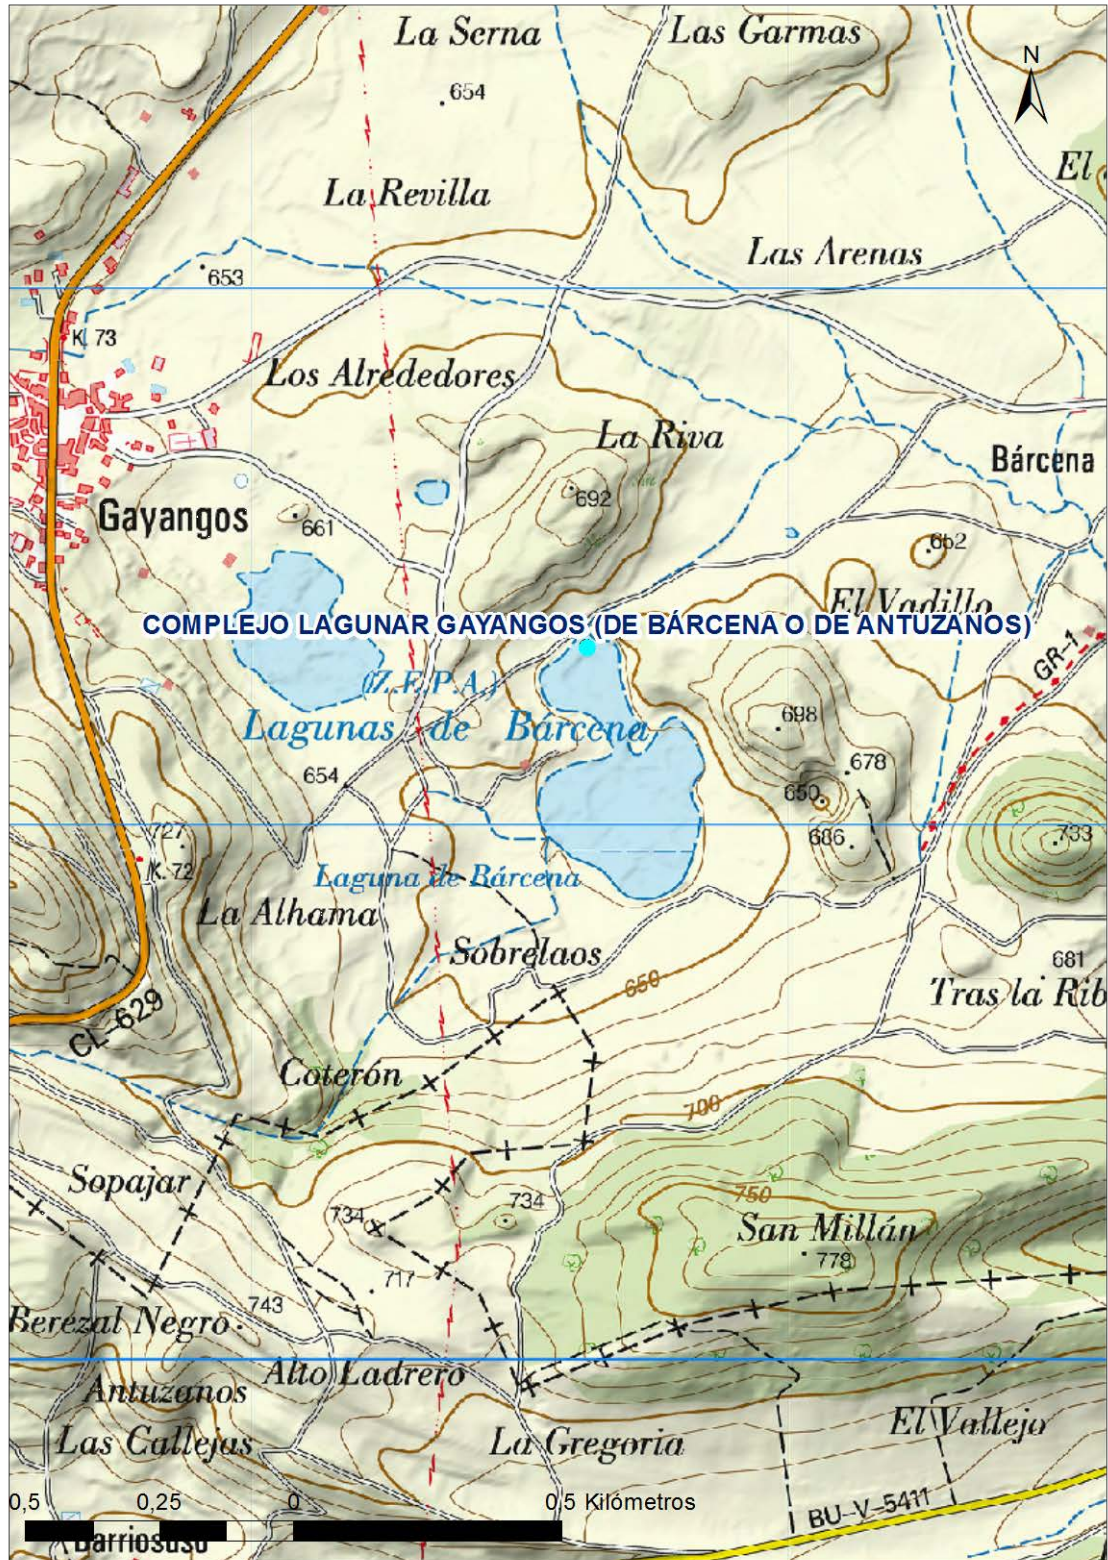 La Serna
Las Garmas
N
654
El
La Revilla
Las Arenas
653
K. 73
Los Alrededores
La Riva
Bárcena
692
Gayangos
661
652
El Vadillo
COMPLEJO LAGUNAR GAYANGOS (DE BÁRCENA O DE ANTUZANOS)
GR-1
(Z.E.P.A.)
Lagunas de Bárcena
698
678
654
650
727
686
733
K. 72
Laguna de Bárcena
La Alhama
Sobrelaos
681
650
Tras la Rib
CL-629
Coterón
700
Sopajar
750
734
734
San Millán
778
717
743
Berezal Negro
Alto Ladrero
Antuzanos
Las Callejas
La Gregoria
El Vallejo
0,5
0,25
0
0,5 Kilómetros
BU-V-5411
Barriosuso